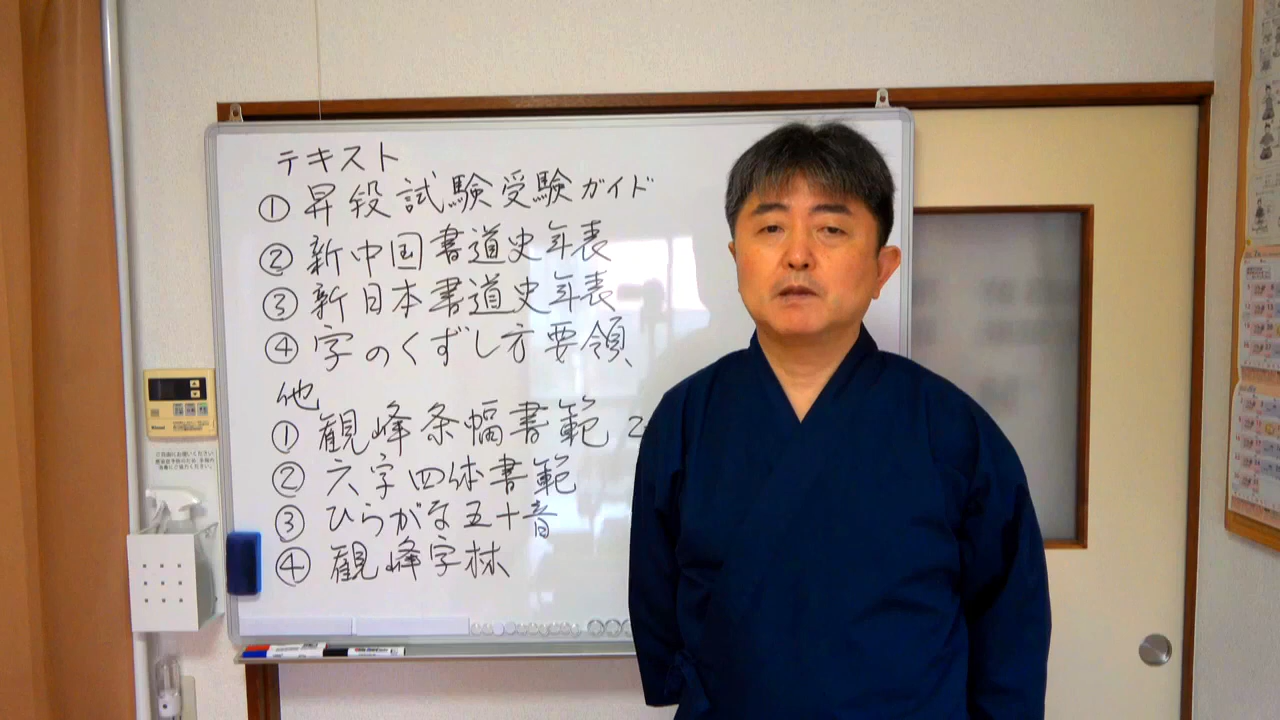 テキスト
① 昇段試験受験ガイド
② 新中国書道史年表
③ 新日本書道史年表
④ 字のくずし方要領
他
① 観峰条幅書範 2
② 六字四体書範
③ ひらがな五十音
④ 観峰字林